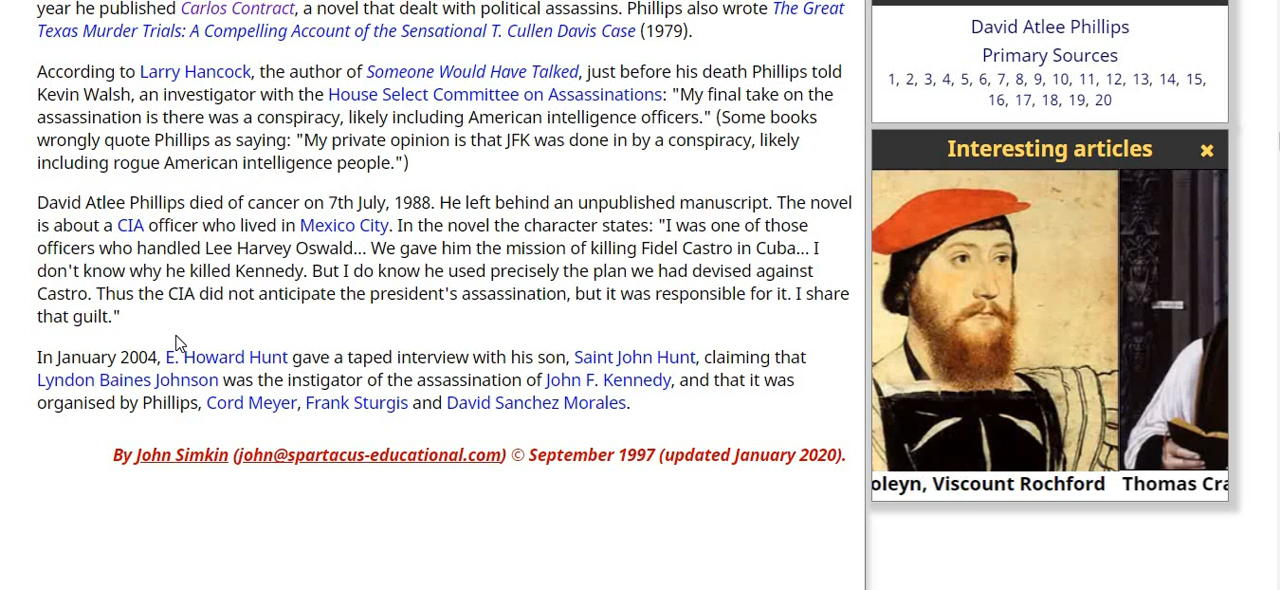 year he published Carlos Contract, a novel that dealt with political assassins. Phillips also wrote The Great
Texas Murder Trials: A Compelling Account of the Sensational T. Cullen Davis Case (1979).
According to Larry Hancock, the author of Someone Would Have Talked, just before his death Phillips told
Kevin Walsh, an investigator with the House Select Committee on Assassinations: "My final take on the
assassination is there was a conspiracy, likely including American intelligence officers." (Some books
wrongly quote Phillips as saying: "My private opinion is that JFK was done in by a conspiracy, likely
including rogue American intelligence people.")
David Atlee Phillips died of cancer on 7th July, 1988. He left behind an unpublished manuscript. The novel
is about a CIA officer who lived in Mexico City. In the novel the character states: "I was one of those
officers who handled Lee Harvey Oswald... We gave him the mission of killing Fidel Castro in Cuba... I
don't know why he killed Kennedy. But I do know he used precisely the plan we had devised against
Castro. Thus the CIA did not anticipate the president's assassination, but it was responsible for it. I share
that guilt."
In January 2004, E. Howard Hunt gave a taped interview with his son, Saint John Hunt, claiming that
Lyndon Baines Johnson was the instigator of the assassination of John F. Kennedy, and that it was
organised by Phillips, Cord Meyer, Frank Sturgis and David Sanchez Morales.
By John Simkin (john@spartacus-educational.com) © September 1997 (updated January 2020).
David Atlee Phillips
Primary Sources
1, 2, 3, 4, 5, 6, 7, 8, 9, 10, 11, 12, 13, 14, 15,
16, 17, 18, 19, 20
Interesting articles
oleyn, Viscount Rochford
Thomas Cra